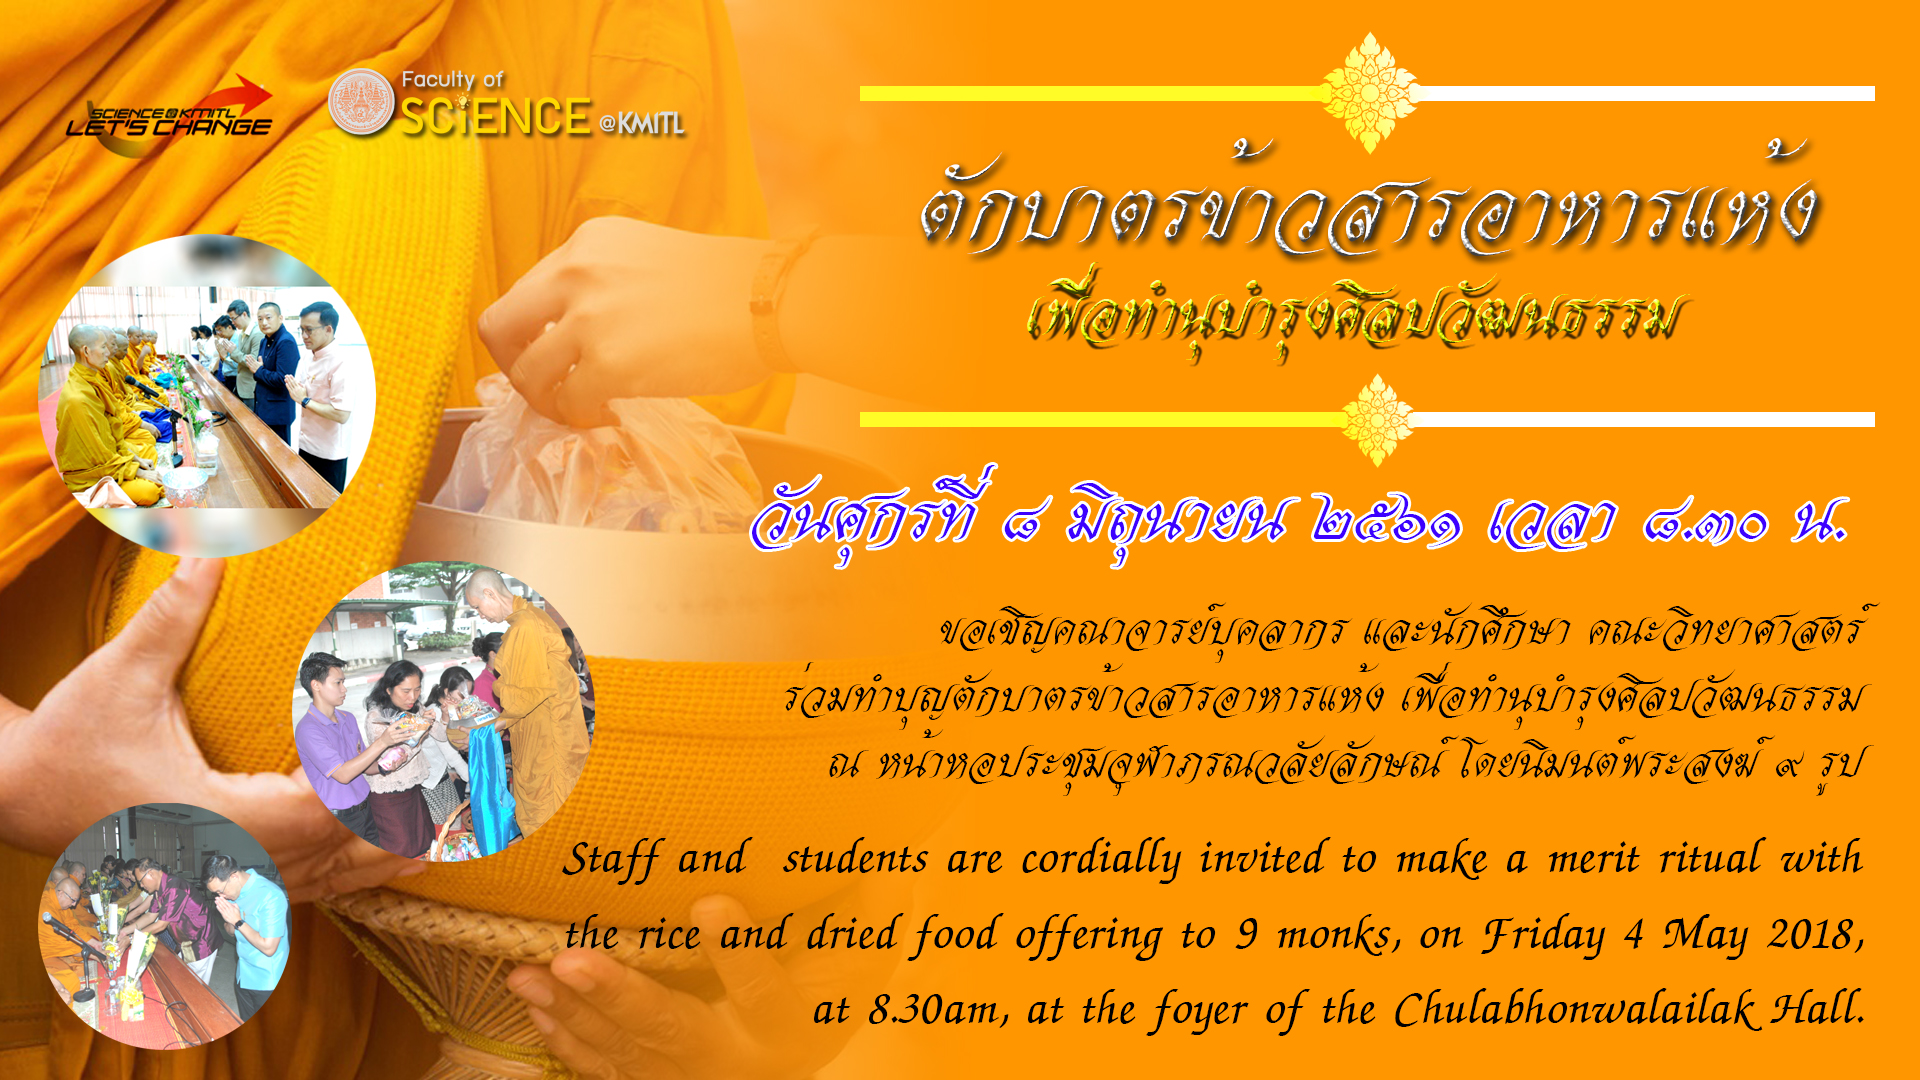 SCIENCE@KMITL
LET'S CHANGE
Faculty of
SCiENCE @KMITL
ตักบาตรข้าวสารอาหารแห้ง
เพื่อทำนุบำรุงศิลปวัฒนธรรม
วันศุกร์ที่ ๘ มิถุนายน ๒๕๖๑ เวลา ๘.๓๐ น.
ขอเชิญคณาจารย์บุคลากร และนักศึกษา คณะวิทยาศาสตร์
ร่วมทำบุญตักบาตรข้าวสารอาหารแห้ง เพื่อทำนุบำรุงศิลปวัฒนธรรม
ณ หน้าหอประชุมจุฬาภรณวลัยลักษณ์ โดยนิมนต์พระสงฆ์ ๙ รูป
Staff and students are cordially invited to make a merit ritual with
the rice and dried food offering to 9 monks, on Friday 4 May 2018,
at 8.30am, at the foyer of the Chulabhonwalailak Hall.